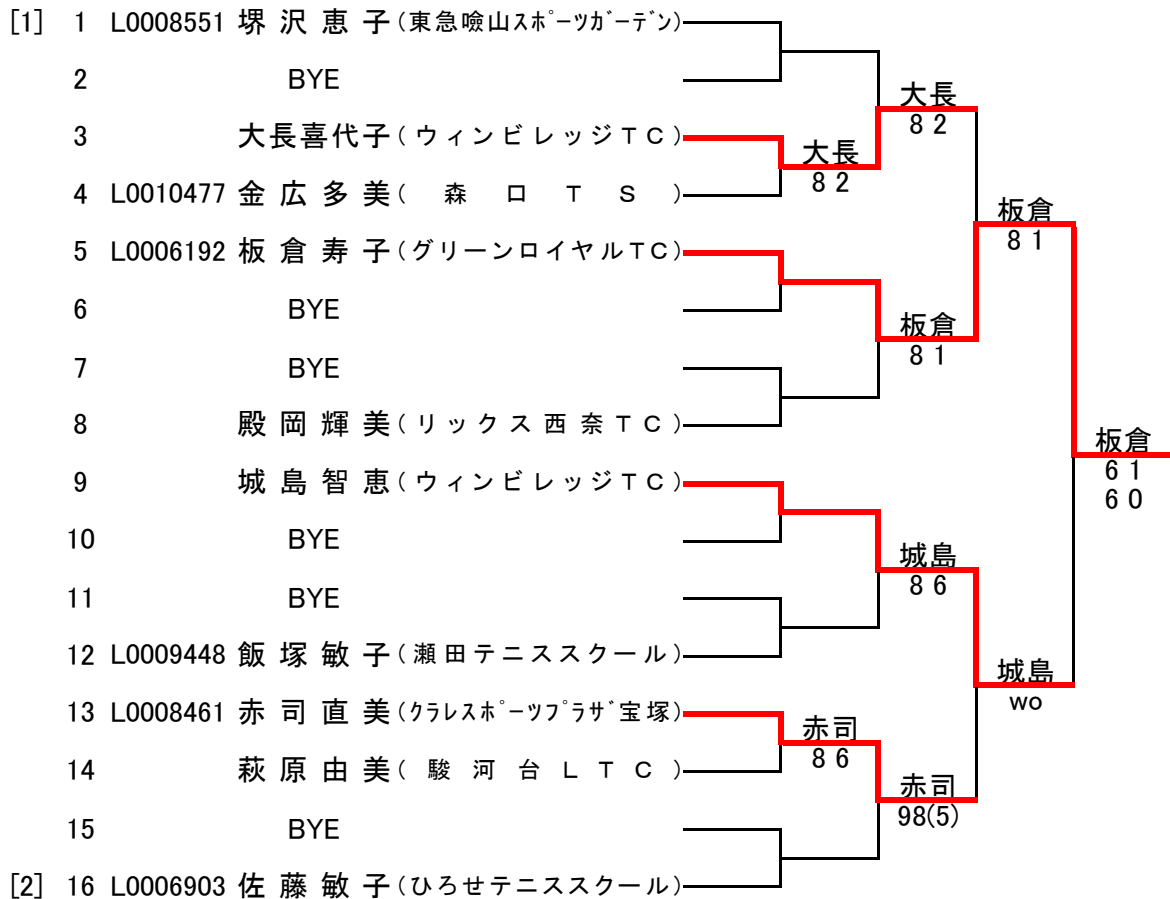 [1] 1 L0008551 堺 沢 恵 子 (東急嶮山スポーツガーデン)
2 BYE
大長
8 2
3 大長喜代子 (ウィンビレッジTC)
大長
8 2
4 L0010477 金 広 多 美 ( 森 口 T S )
板倉
8 1
5 L0006192 板 倉 寿 子 (グリーンロイヤルTC)
6 BYE
板倉
8 1
7 BYE
8 殿 岡 輝 美 (リックス西奈TC)
板倉
6 1
6 0
9 城 島 智 恵 (ウィンビレッジTC)
10 BYE
城島
8 6
11 BYE
12 L0009448 飯 塚 敏 子 (瀬田テニススクール)
城島
wo
13 L0008461 赤 司 直 美 (クラレスポーツプラザ宝塚)
赤司
8 6
14 萩 原 由 美 ( 駿 河 台 L T C )
赤司
98(5)
15 BYE
[2] 16 L0006903 佐 藤 敏 子 (ひろせテニススクール)